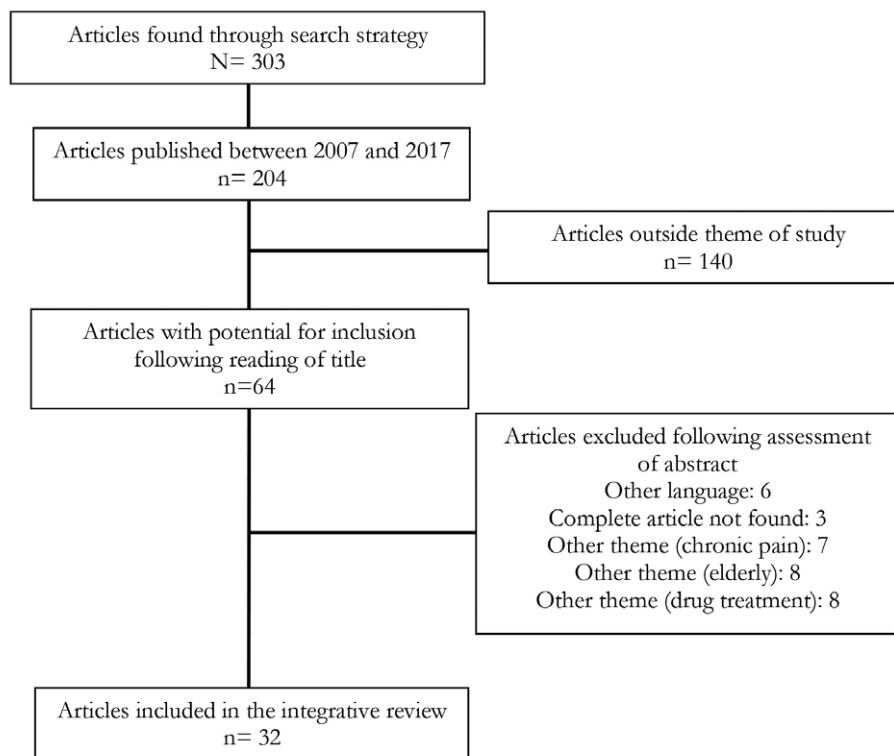 Articles found through search strategy
N= 303
Articles published between 2007 and 2017
n= 204
Articles outside theme of study
n= 140
Articles with potential for inclusion
following reading of title
n=64
Articles excluded following assessment
of abstract
Other language: 6
Complete article not found: 3
Other theme (chronic pain): 7
Other theme (elderly): 8
Other theme (drug treatment): 8
Articles included in the integrative review
n= 32